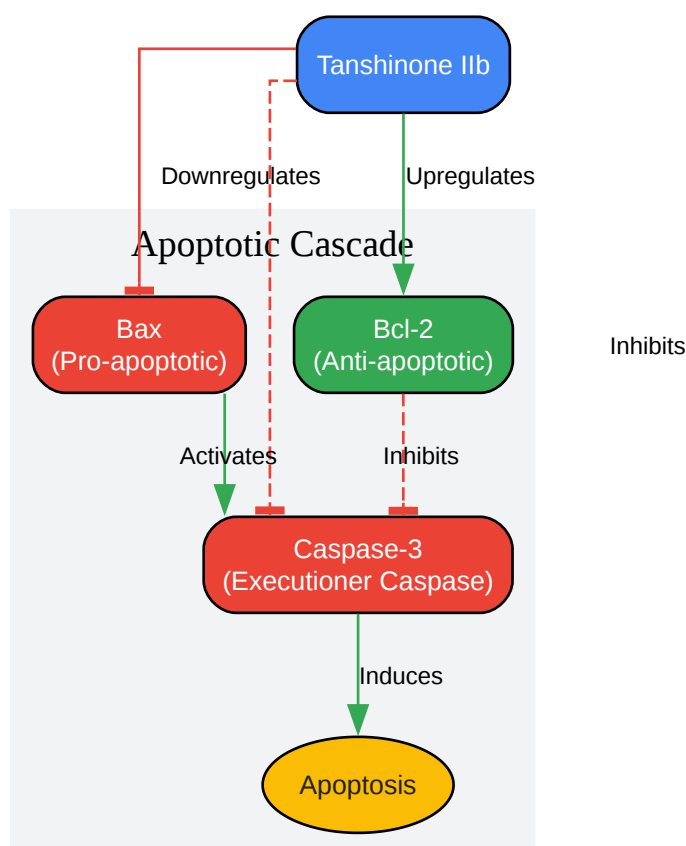 Tanshinone IIb
Downregulates
Upregulates
Apoptotic Cascade
Bax
(Pro-apoptotic)
Bcl-2
(Anti-apoptotic)
Inhibits
Activates
Inhibits
Caspase-3
(Executioner Caspase)
Induces
Apoptosis